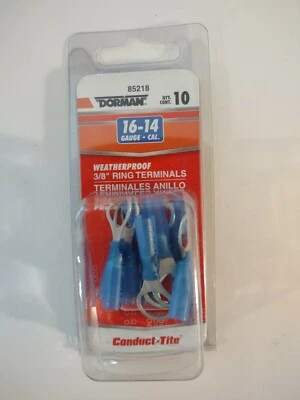 85218
DORMAN
QTY. CONT. 10
16-14
GAUGE • CAL.
WEATHERPROOF
3/8" RING TERMINALS
TERMINALES ANILLO
Conduct-Tite